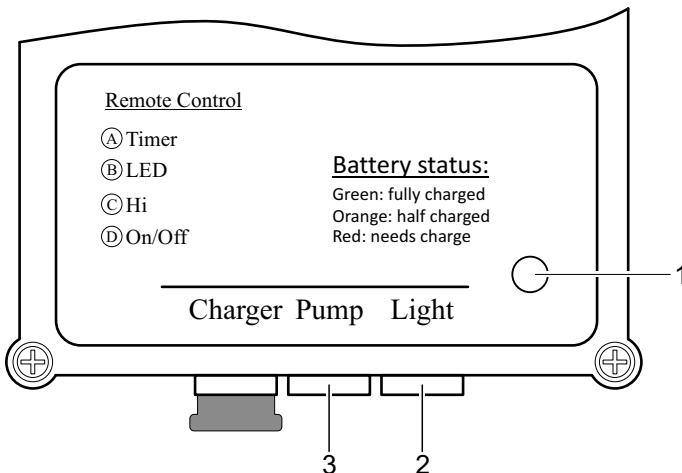 Remote Control
Ⓐ Timer
Ⓑ LED
Ⓒ Hi
Ⓓ On/Off
Battery status:
Green: fully charged
Orange: half charged
Red: needs charge
1
Charger Pump Light
3 2